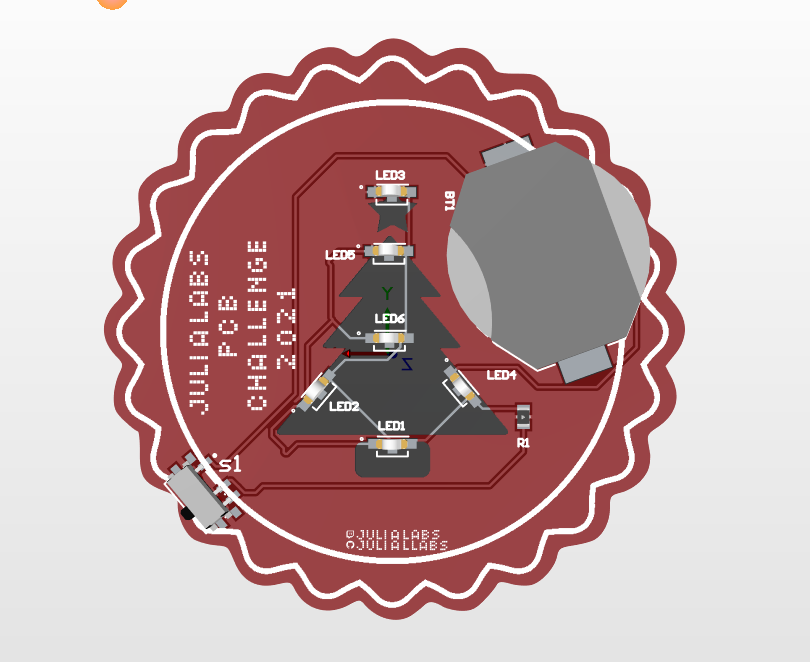 LED3
BT1
LED5
LED6
Y
Z
LED4
LED2
LED1
R1
S1
JULIALABS
PCB
CHALLENGE
2021
@JULIALABS
JULIALLABS